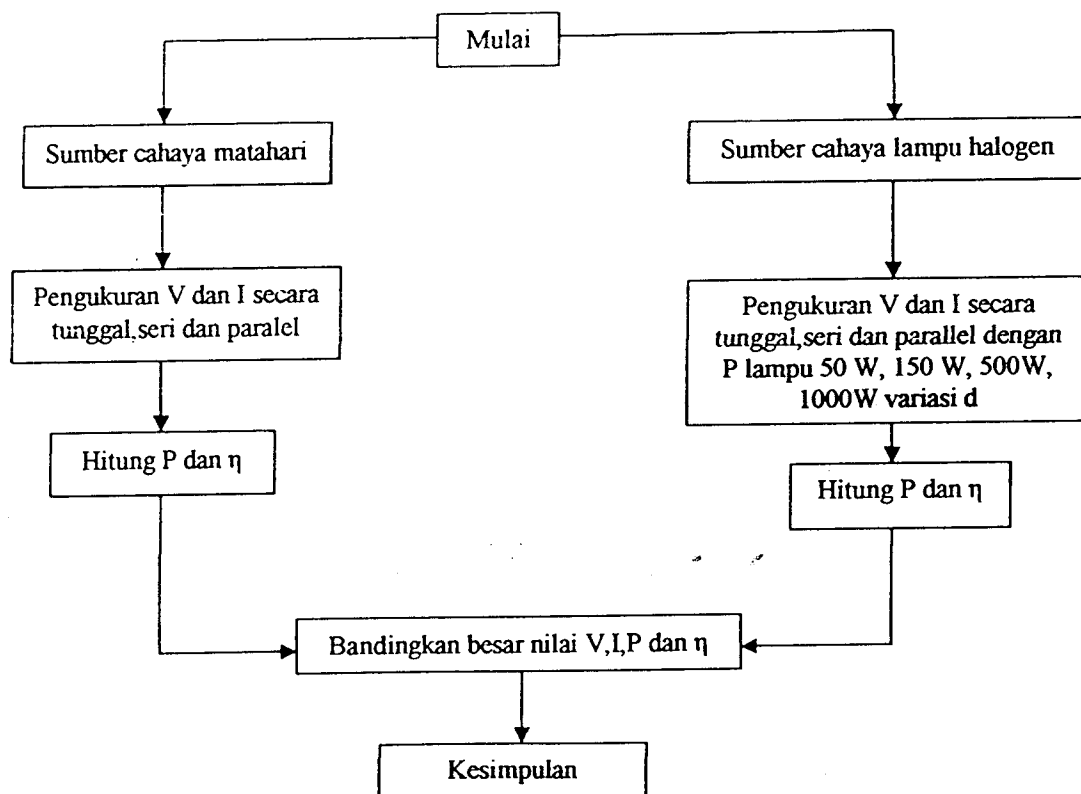 Mulai
Sumber cahaya matahari
Sumber cahaya lampu halogen
Pengukuran V dan I secara
tunggal,seri dan paralel
Pengukuran V dan I secara
tunggal,seri dan parallel dengan
P lampu 50 W, 150 W, 500W,
1000W variasi d
Hitung P dan η
Hitung P dan η
Bandingkan besar nilai V,I,P dan η
Kesimpulan